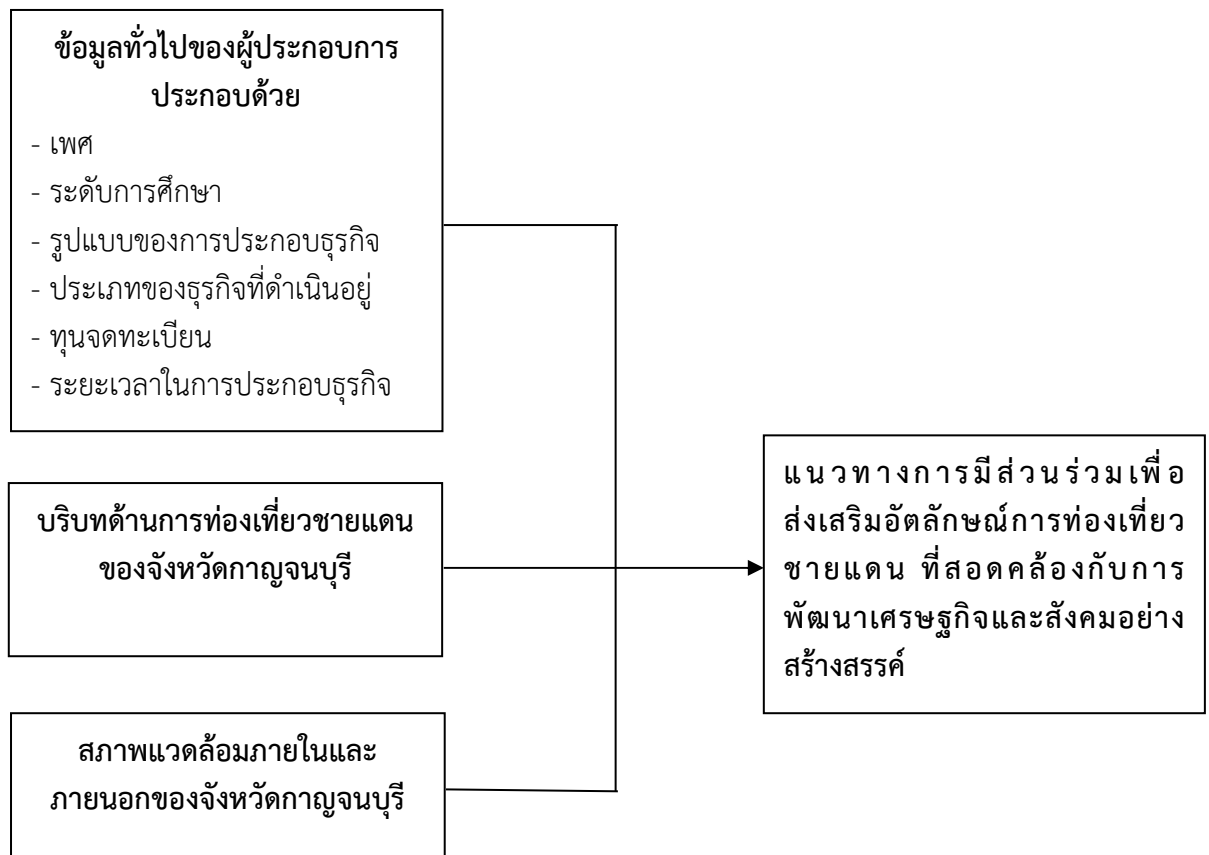 ข้อมูลทั่วไปของผู้ประกอบการ
ประกอบด้วย
- เพศ
- ระดับการศึกษา
- รูปแบบของการประกอบธุรกิจ
- ประเภทของธุรกิจที่ดำเนินอยู่
- ทุนจดทะเบียน
- ระยะเวลาในการประกอบธุรกิจ
บริบทด้านการท่องเที่ยวชายแดน
ของจังหวัดกาญจนบุรี
สภาพแวดล้อมภายในและ
ภายนอกของจังหวัดกาญจนบุรี
แนวทางการมีส่วนร่วมเพื่อ
ส่งเสริมอัตลักษณ์การท่องเที่ยว
ชายแดน ที่สอดคล้องกับการ
พัฒนาเศรษฐกิจและสังคมอย่าง
สร้างสรรค์